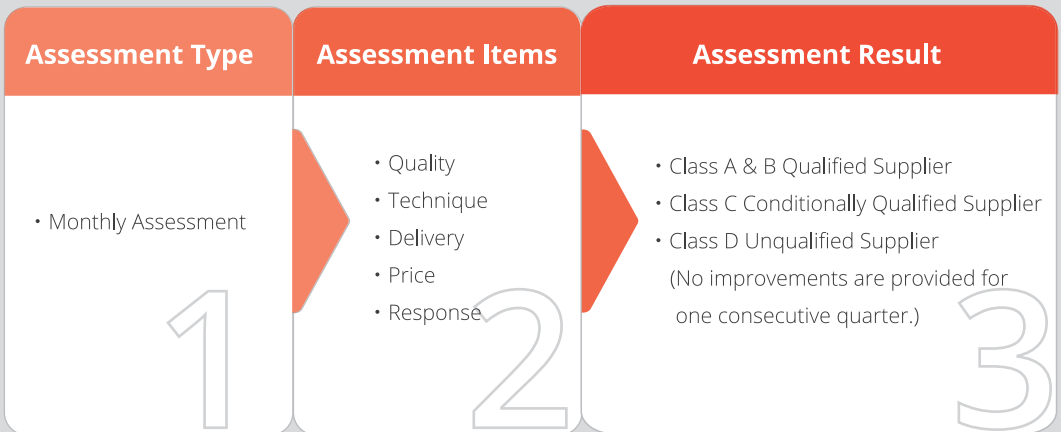 Assessment Type
・Monthly Assessment
1
Assessment Items
・Quality
・Technique
・Delivery
・Price
・Response
2
Assessment Result
・Class A & B Qualified Supplier
・Class C Conditionally Qualified Supplier
・Class D Unqualified Supplier
(No improvements are provided for
one consecutive quarter.)
3